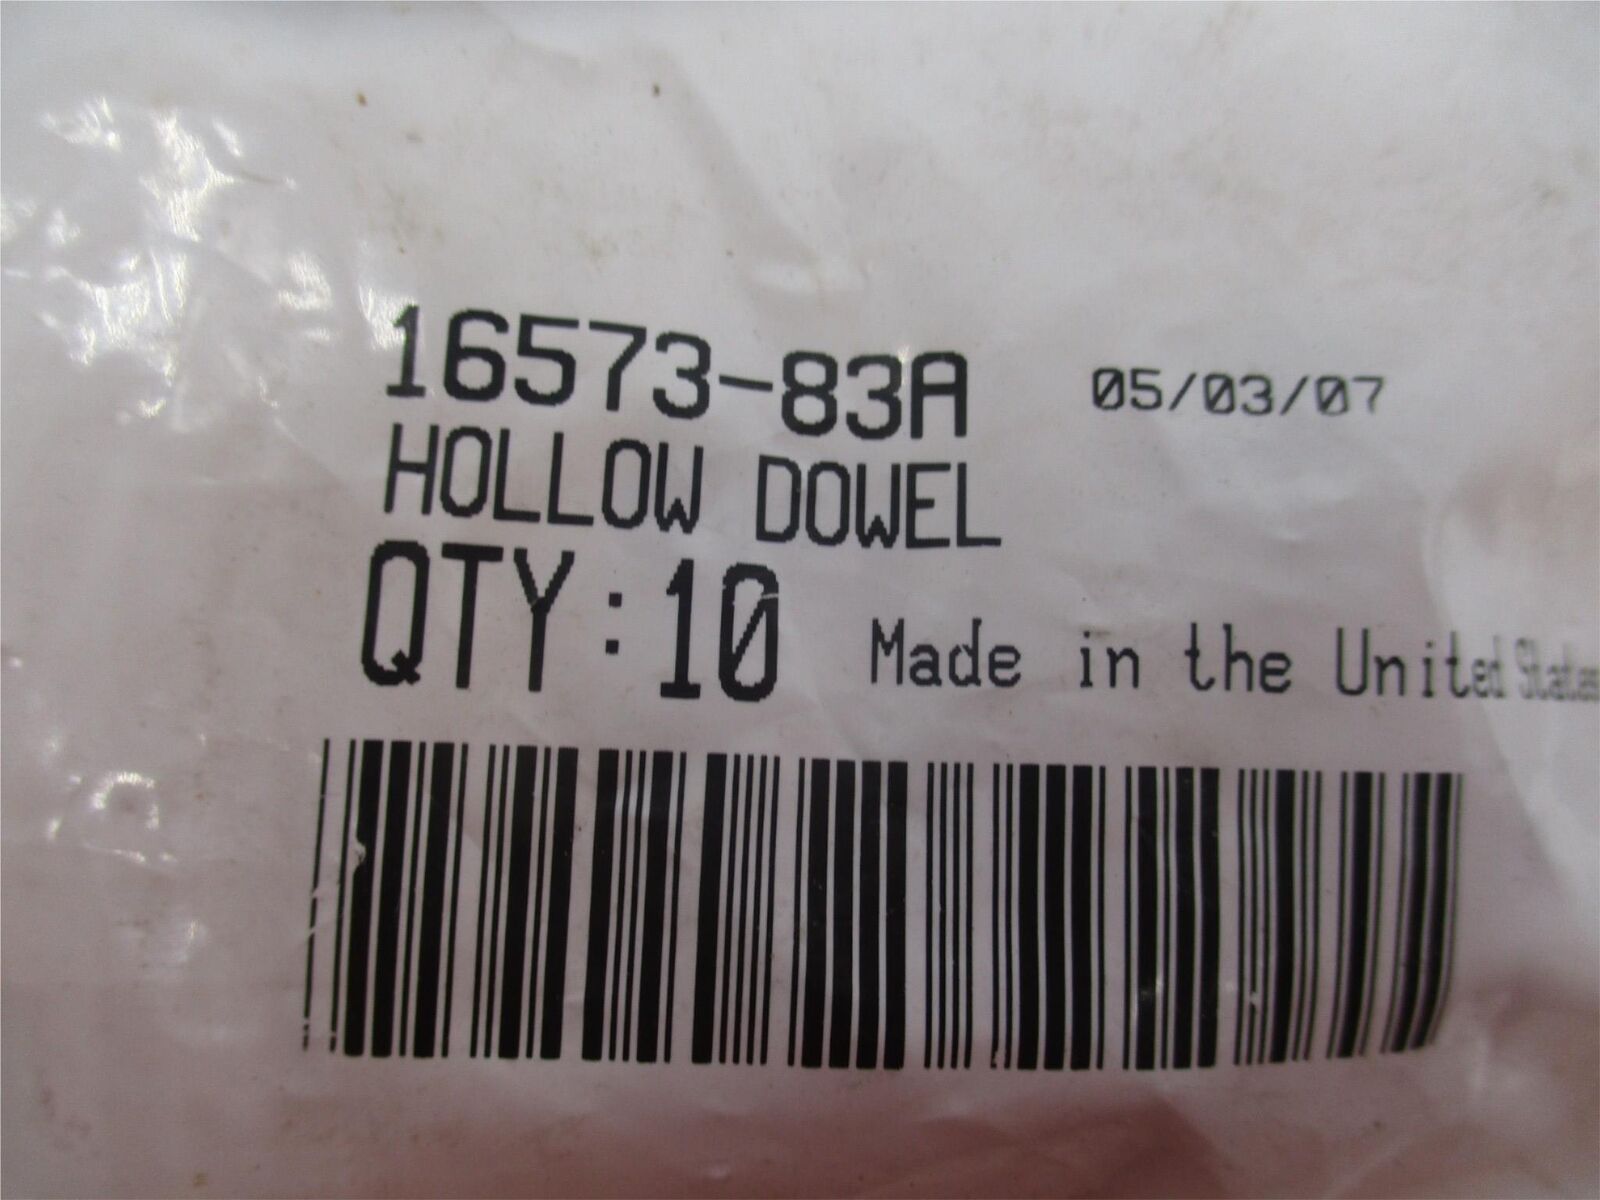 16573-83A 05/03/07
HOLLOW DOWEL
QTY:10 Made in the United States